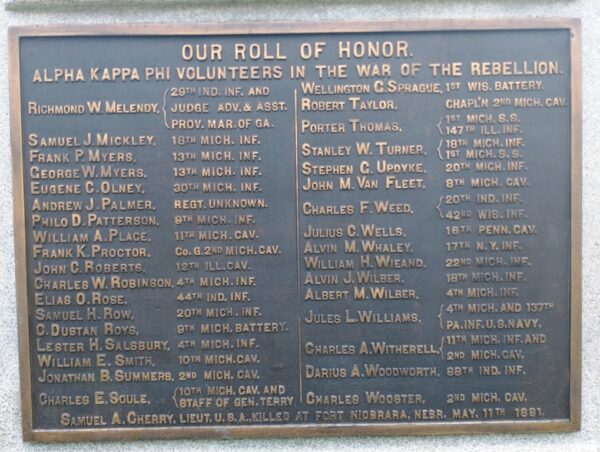 OUR ROLL OF HONOR.
ALPHA KAPPA PHI VOLUNTEERS IN THE WAR OF THE REBELLION.
RICHMOND W. MELENDY, 29TH IND. INF. AND
JUDGE ADV. & ASST.
PROV. MAR. OF GA.
SAMUEL J. MICKLEY, 18TH MICH. INF.
FRANK P. MYERS, 13TH MICH. INF.
GEORGE W. MYERS, 13TH MICH. INF.
EUGENE C. OLNEY, 30TH MICH. INF.
ANDREW J. PALMER, REGT. UNKNOWN.
PHILO D. PATTERSON, 9TH MICH. INF.
WILLIAM A. PLACE, 11TH MICH. CAV.
FRANK K. PROCTOR, CO. G. 2ND MICH. CAV.
JOHN C. ROBERTS, 12TH ILL. CAV.
CHARLES W. ROBINSON, 4TH MICH. INF.
ELIAS O. ROSE, 44TH IND. INF.
SAMUEL H. ROW, 20TH MICH. INF.
C. DUSTAN ROYS, 9TH MICH. BATTERY.
LESTER H. SALSBURY, 4TH MICH. INF.
WILLIAM E. SMITH, 10TH MICH. CAV.
JONATHAN B. SUMMERS, 2ND MICH. CAV.
CHARLES E. SOULE, 10TH MICH. CAV. AND
STAFF OF GEN. TERRY
WELLINGTON C. SPRAGUE, 1ST WIS. BATTERY.
ROBERT TAYLOR, CHAPL'N 2ND MICH. CAV.
PORTER THOMAS, 1ST MICH. S.S.
147TH ILL. INF.
STANLEY W. TURNER, 18TH MICH. INF.
1ST MICH. S.S.
STEPHEN G. UPDYKE, 20TH MICH. INF.
JOHN M. VAN FLEET, 8TH MICH. CAV.
CHARLES F. WEED, 20TH IND. INF.
42ND WIS. INF.
JULIUS C. WELLS, 16TH PENN. CAV.
ALVIN M. WHALEY, 17TH N.Y. INF.
WILLIAM H. WIEAND, 22ND MICH. INF.
ALVIN J. WILBER, 18TH MICH. INF.
ALBERT M. WILBER, 4TH MICH. INF.
JULES L. WILLIAMS, 4TH MICH. AND 137TH
PA. INF. U.S. NAVY.
CHARLES A. WITHERELL, 11TH MICH. INF. AND
2ND MICH. CAV.
DARIUS A. WOODWORTH, 88TH IND. INF.
CHARLES WOOSTER, 2ND MICH. CAV.
SAMUEL A. CHERRY, LIEUT. U.S.A., KILLED AT FORT NIOBRARA, NEBR. MAY. 11TH 1881.